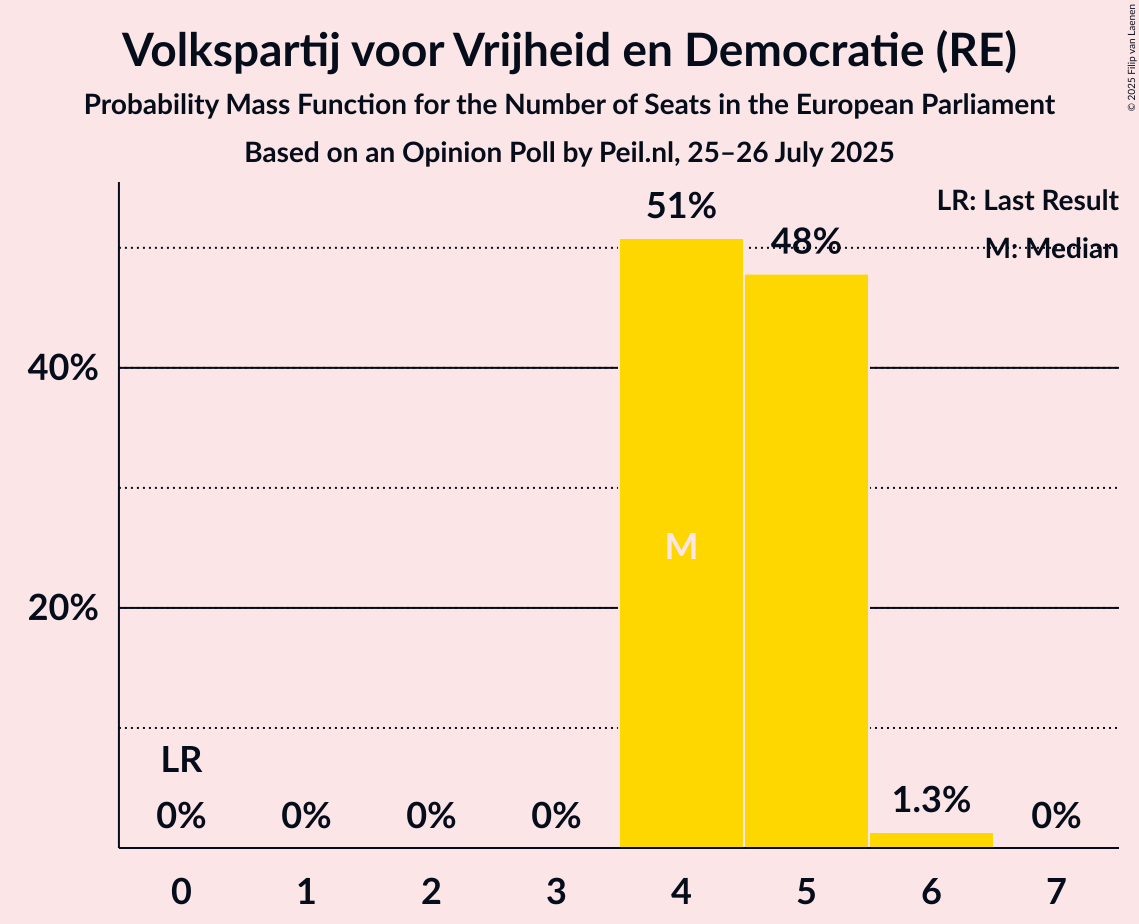 Volkspartij voor Vrijheid en Democratie (RE)
Probability Mass Function for the Number of Seats in the European Parliament
Based on an Opinion Poll by Peil.nl, 25–26 July 2025
© 2025 Filip van Laenen
LR: Last Result
M: Median
51%
48%
40%
M
20%
LR
0%
0%
0%
0%
1.3%
0%
0 1 2 3 4 5 6 7